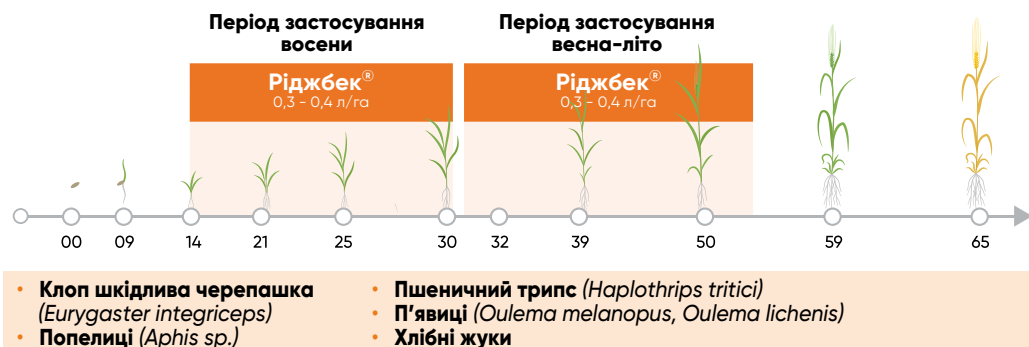 Період застосування
восени
Період застосування
весна-літо
Ріджбек®
0,3 - 0,4 л/га
Ріджбек®
0,3 - 0,4 л/га
00 09 14 21 25 30 32 39 50 59 65
• Клоп шкідлива черепашка
(Eurygaster integriceps)
• Попелиці (Aphis sp.)
• Пшеничний трипс (Haplothrips tritici)
• П’явиці (Oulema melanopus, Oulema lichenis)
• Хлібні жуки